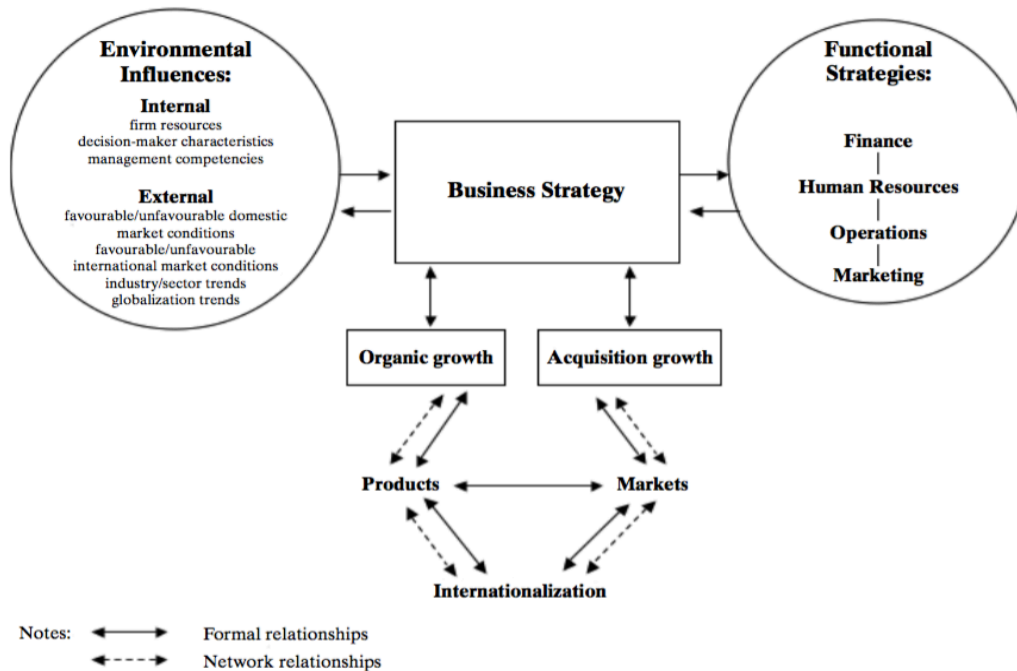 Environmental
Influences:
Internal
firm resources
decision-maker characteristics
management competencies
External
favourable/unfavourable domestic
market conditions
favourable/unfavourable
international market conditions
industry/sector trends
globalization trends
Business Strategy
Functional
Strategies:
Finance
Human Resources
Operations
Marketing
Organic growth
Acquisition growth
Products
Markets
Internationalization
Notes:
Formal relationships
Network relationships